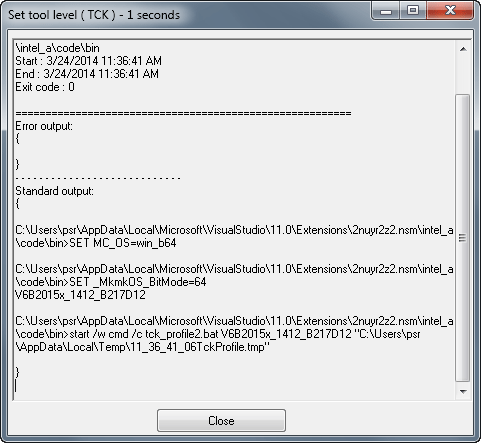 Set tool level ( TCK ) - 1 seconds
\intel_a\code\bin
Start : 3/24/2014 11:36:41 AM
End : 3/24/2014 11:36:41 AM
Exit code : 0
========================================================
Error output:
{
}
- - - - - - - - - - - - - - - - - - - - - - - - - - - -
Standard output:
{
C:\Users\psr\AppData\Local\Microsoft\VisualStudio\11.0\Extensions\2nuyr2z2.nsm\intel_a
\code\bin>SET MC_OS=win_b64
C:\Users\psr\AppData\Local\Microsoft\VisualStudio\11.0\Extensions\2nuyr2z2.nsm\intel_a
\code\bin>SET _MkmkOS_BitMode=64
V6B2015x_1412_B217D12
C:\Users\psr\AppData\Local\Microsoft\VisualStudio\11.0\Extensions\2nuyr2z2.nsm\intel_a
\code\bin>start /w cmd /c tck_profile2.bat V6B2015x_1412_B217D12 "C:\Users\psr
\AppData\Local\Temp\11_36_41_06TckProfile.tmp"
}
Close